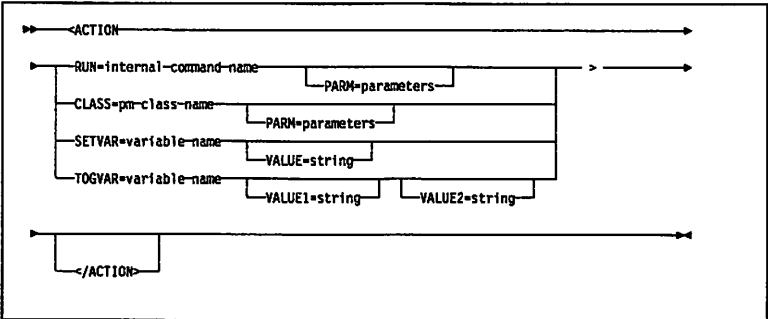 <ACTION
RUN=internal-command-name >
PARM=parameters
CLASS=pm-class-name
PARM=parameters
SETVAR=variable-name
VALUE=string
TOGVAR=variable-name
VALUE1=string VALUE2=string
</ACTION>